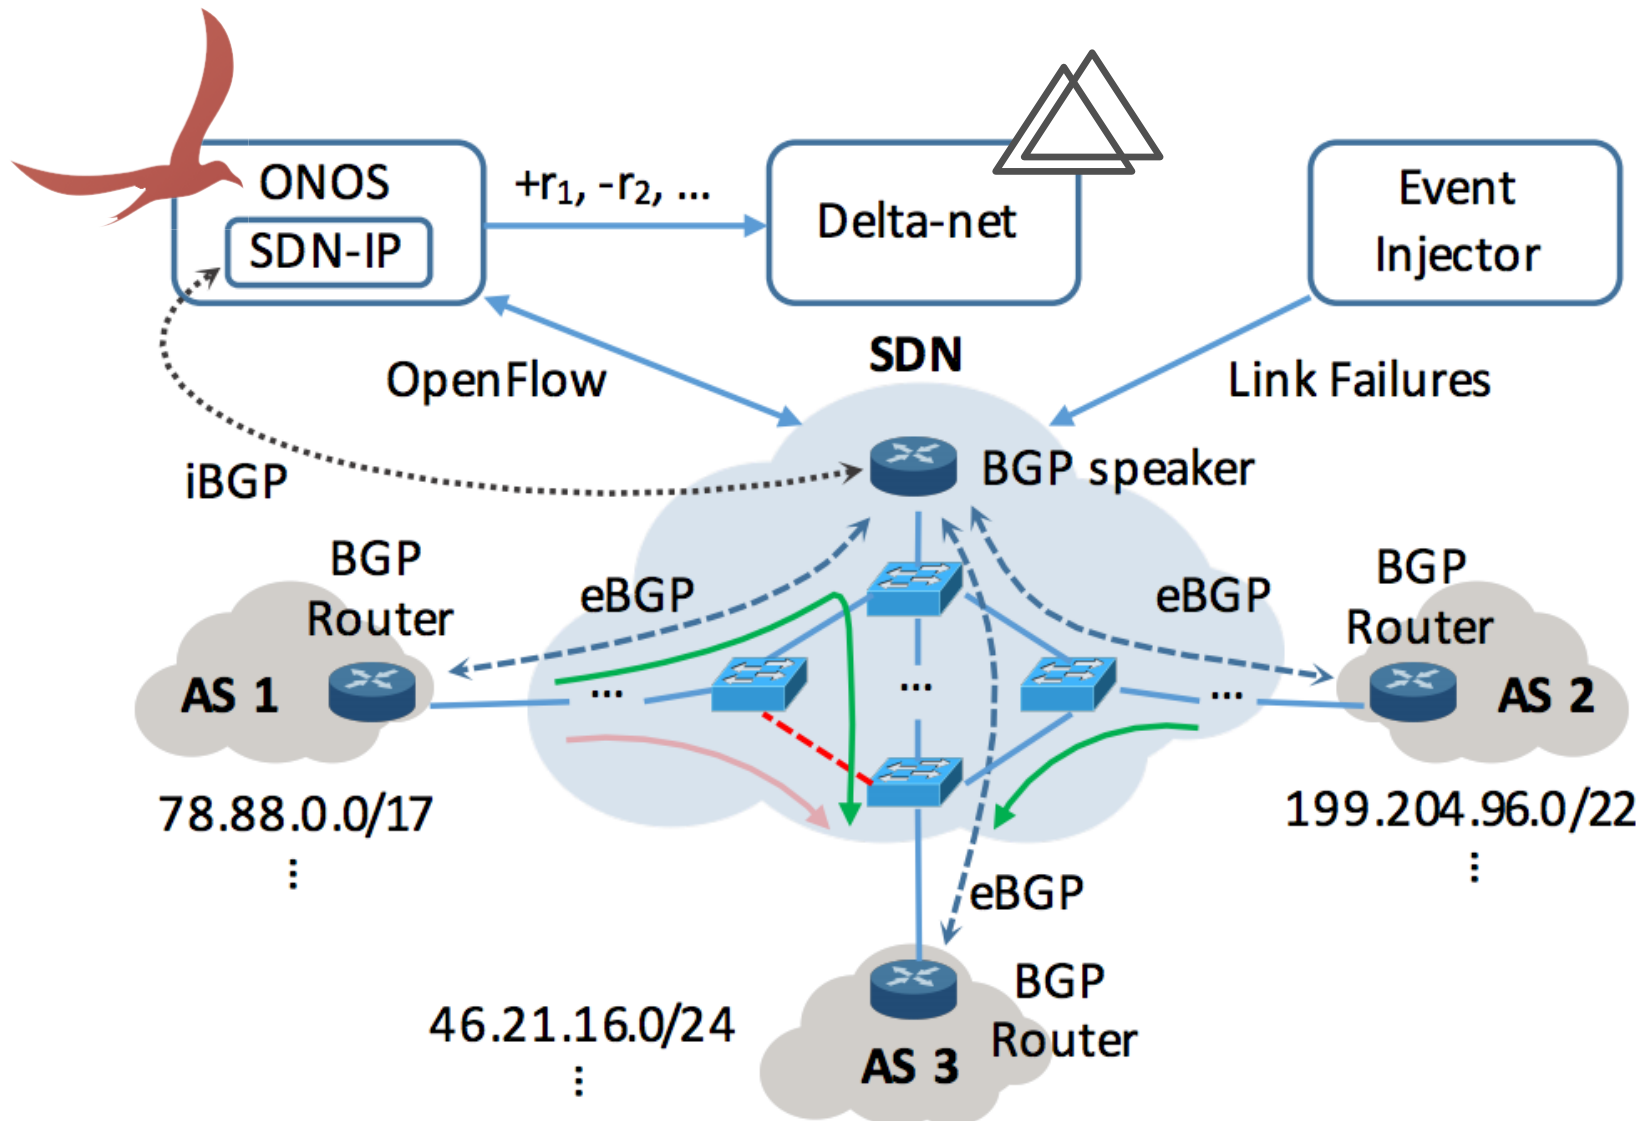 ONOS
SDN-IP
+r₁, -r₂, ...
Delta-net
Event
Injector
SDN
OpenFlow
Link Failures
iBGP
BGP speaker
BGP
Router
eBGP
eBGP
BGP
Router
AS 1
...
...
...
AS 2
78.88.0.0/17
⋮
199.204.96.0/22
⋮
eBGP
46.21.16.0/24
⋮
BGP
Router
AS 3